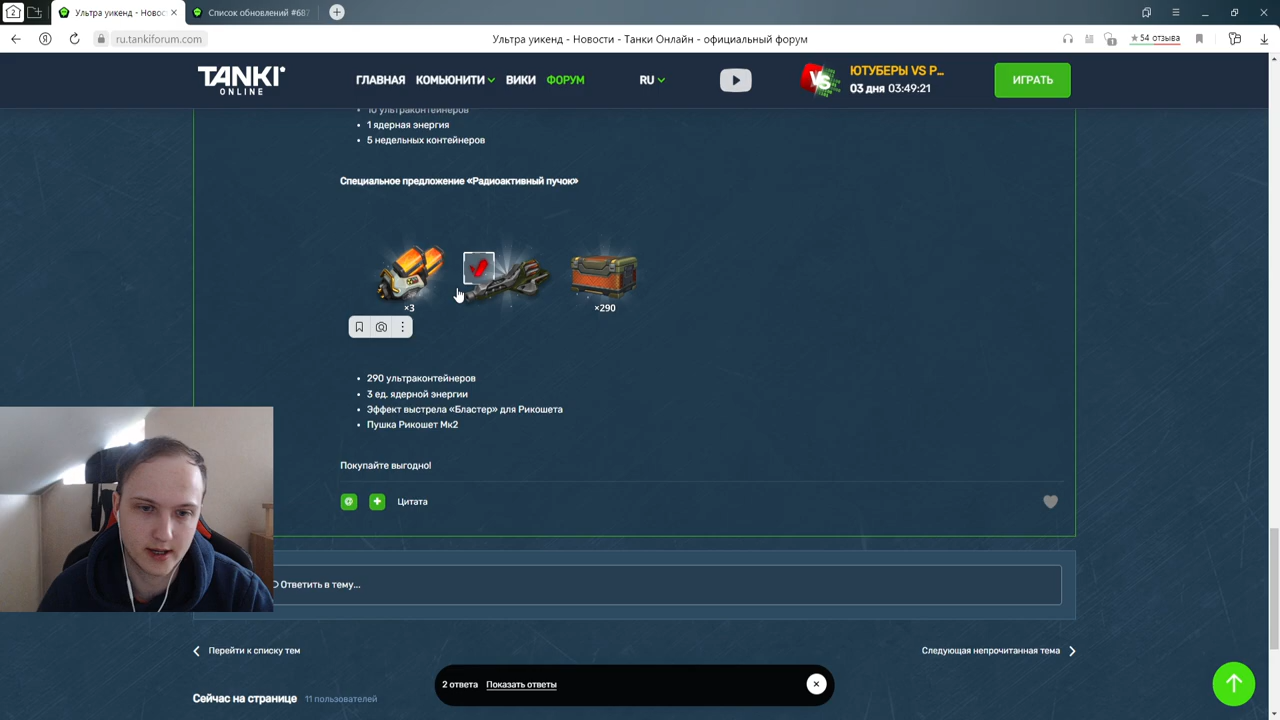 2
Ультра уикенд - Новос
Список обновлений #687
ru.tankiforum.com
Ультра уикенд - Новости - Танки Онлайн - официальный форум
★ 54 отзыва
TANKI
ONLINE
ГЛАВНАЯ
КОМЬЮНИТИ
ВИКИ
ФОРУМ
RU
VS
ЮТУБЕРЫ VS P...
03 дня 03:49:21
ИГРАТЬ
10 ультраконтейнеров
1 ядерная энергия
5 недельных контейнеров
Специальное предложение «Радиоактивный пучок»
×3
×290
290 ультраконтейнеров
3 ед. ядерной энергии
Эффект выстрела «Бластер» для Рикошета
Пушка Рикошет Мк2
Покупайте выгодно!
Цитата
Ответить в тему...
Перейти к списку тем
Следующая непрочитанная тема
2 ответа Показать ответы
Сейчас на странице 11 пользователей